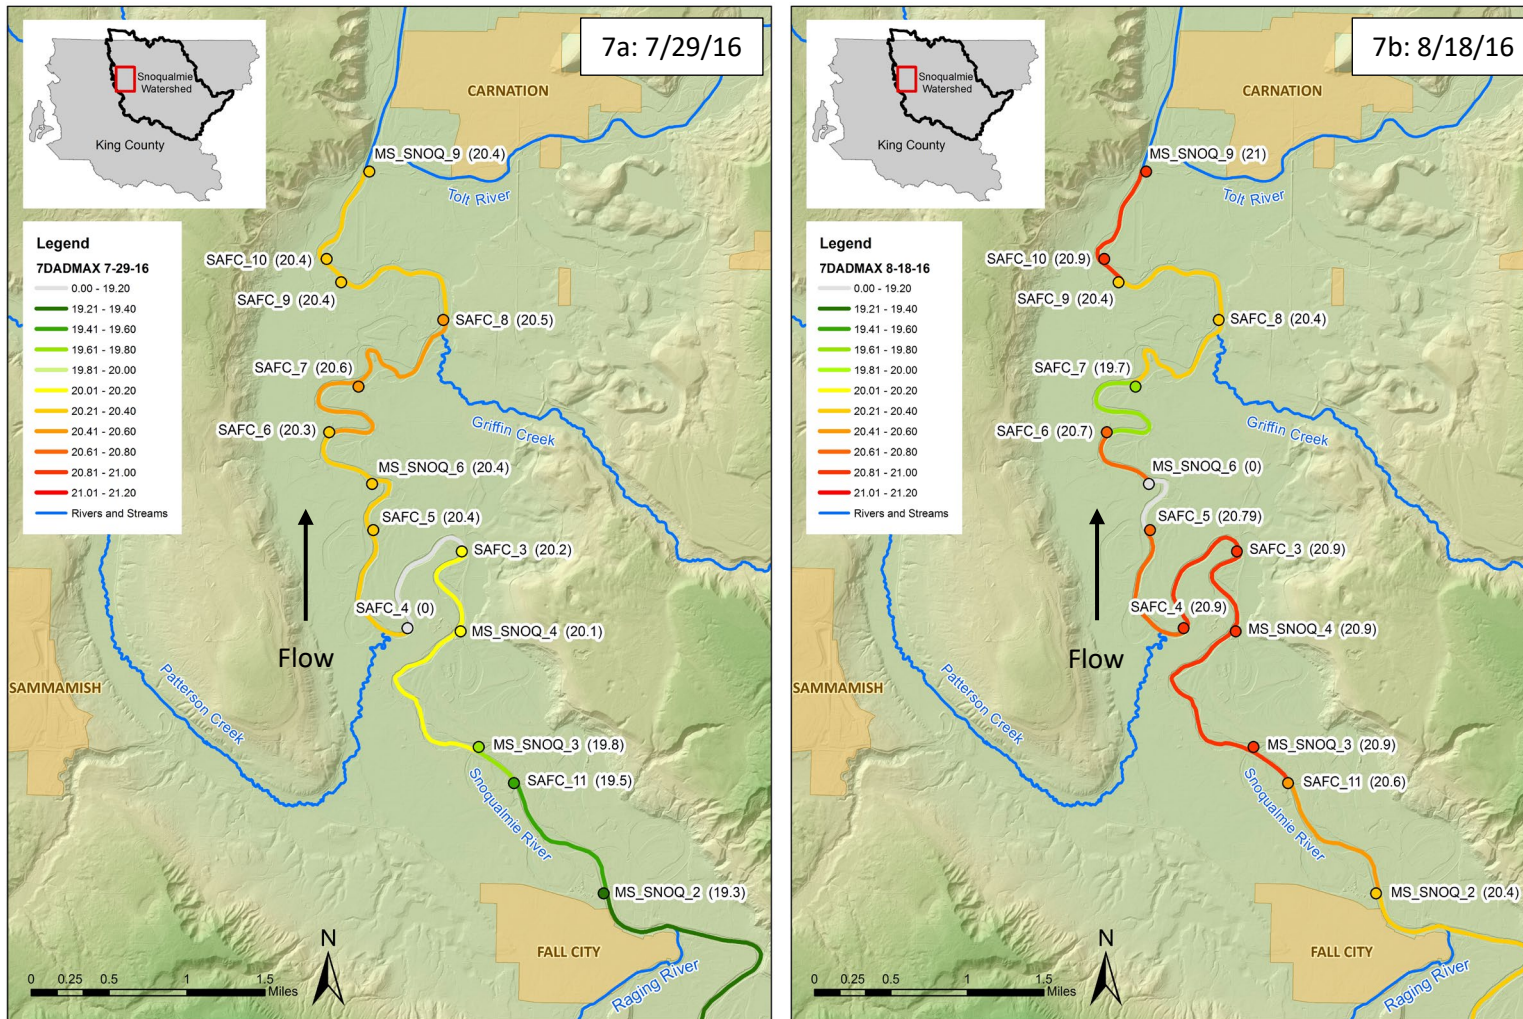 7a: 7/29/16
Snoqualmie
Watershed
King County
CARNATION
MS_SNOQ_9 (20.4)
Tolt River
Legend
7DADMAX 7-29-16
0.00 - 19.20
19.21 - 19.40
19.41 - 19.60
19.61 - 19.80
19.81 - 20.00
20.01 - 20.20
20.21 - 20.40
20.41 - 20.60
20.61 - 20.80
20.81 - 21.00
21.01 - 21.20
Rivers and Streams
SAFC_10 (20.4)
SAFC_9 (20.4)
SAFC_8 (20.5)
SAFC_7 (20.6)
SAFC_6 (20.3)
Griffin Creek
MS_SNOQ_6 (20.4)
SAFC_5 (20.4)
SAFC_3 (20.2)
SAFC_4 (0)
MS_SNOQ_4 (20.1)
Flow
SAMMAMISH
Patterson Creek
MS_SNOQ_3 (19.8)
SAFC_11 (19.5)
Snoqualmie River
MS_SNOQ_2 (19.3)
FALL CITY
N
0 0.25 0.5 1 1.5
Miles
Raging River
7b: 8/18/16
Snoqualmie
Watershed
King County
CARNATION
MS_SNOQ_9 (21)
Tolt River
Legend
7DADMAX 8-18-16
0.00 - 19.20
19.21 - 19.40
19.41 - 19.60
19.61 - 19.80
19.81 - 20.00
20.01 - 20.20
20.21 - 20.40
20.41 - 20.60
20.61 - 20.80
20.81 - 21.00
21.01 - 21.20
Rivers and Streams
SAFC_10 (20.9)
SAFC_9 (20.4)
SAFC_8 (20.4)
SAFC_7 (19.7)
SAFC_6 (20.7)
Griffin Creek
MS_SNOQ_6 (0)
SAFC_5 (20.79)
SAFC_3 (20.9)
SAFC_4 (20.9)
MS_SNOQ_4 (20.9)
Flow
SAMMAMISH
Patterson Creek
MS_SNOQ_3 (20.9)
SAFC_11 (20.6)
Snoqualmie River
MS_SNOQ_2 (20.4)
FALL CITY
N
0 0.25 0.5 1 1.5
Miles
Raging River